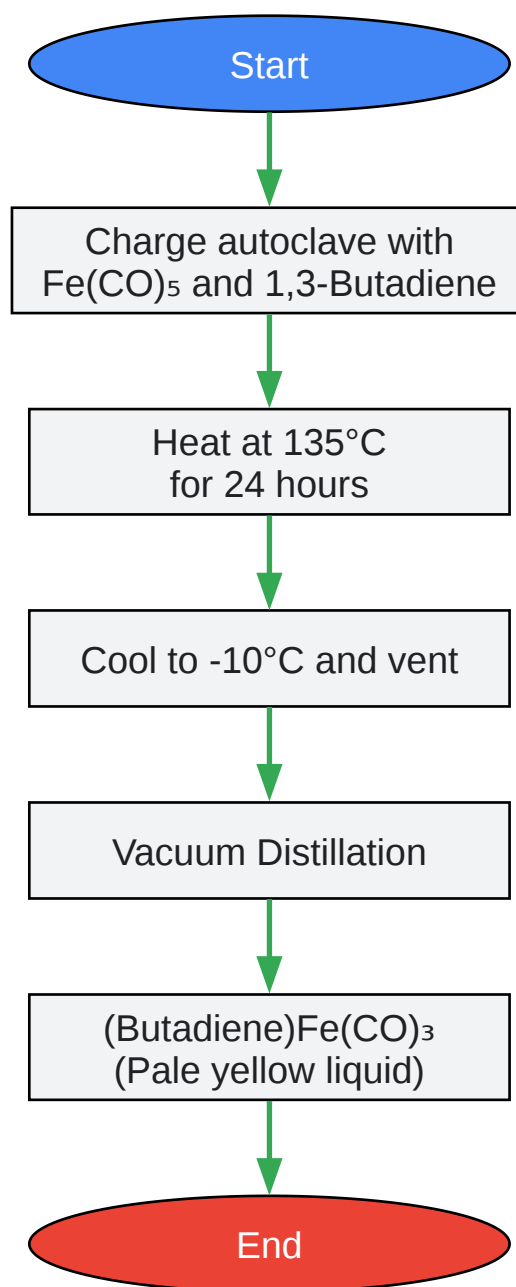 Start
Charge autoclave with
Fe(CO)₅ and 1,3-Butadiene
Heat at 135°C
for 24 hours
Cool to -10°C and vent
Vacuum Distillation
(Butadiene)Fe(CO)₃
(Pale yellow liquid)
End